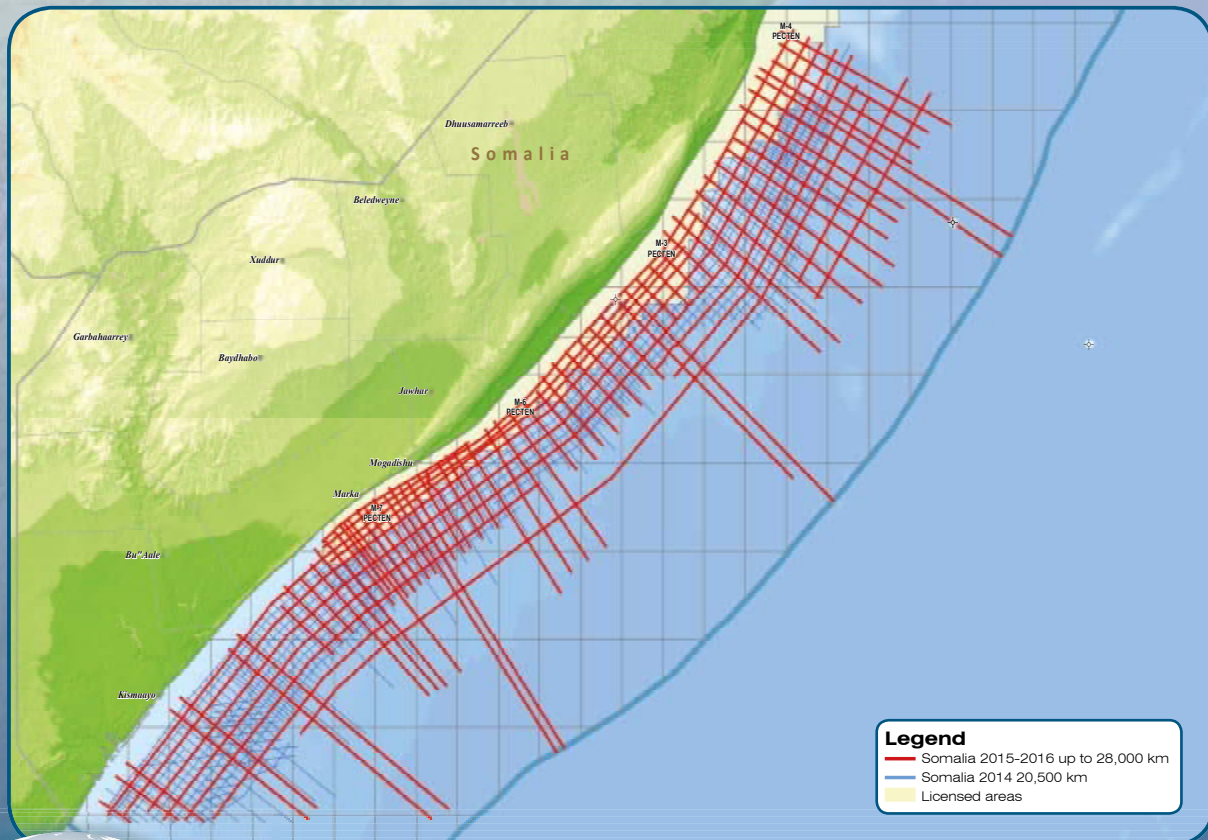 M-4
PECTEN
Dhuusamarreeb
Somalia
Beledweyne
M-3
PECTEN
Xuddur
Garbahaarrey
Baydhabo
Jawhar
M-6
PECTEN
Mogadishu
Marka
M-7
PECTEN
Bu"Aale
Kismaayo
Legend
Somalia 2015-2016 up to 28,000 km
Somalia 2014 20,500 km
Licensed areas